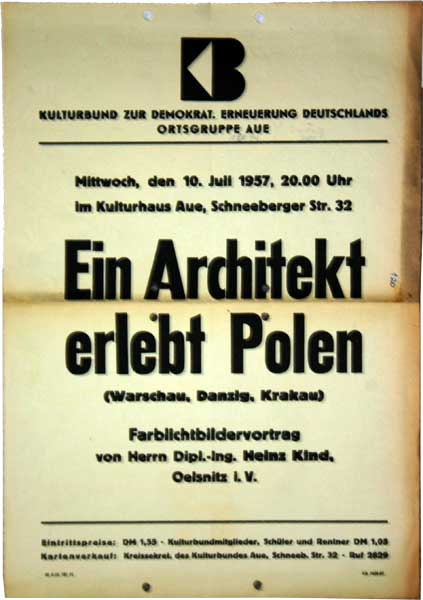 KB
KULTURBUND ZUR DEMOKRAT. ERNEUERUNG DEUTSCHLANDS
ORTSGRUPPE AUE
Mittwoch, den 10. Juli 1957, 20.00 Uhr
im Kulturhaus Aue, Schneeberger Str. 32
Ein Architekt
erlebt Polen
(Warschau, Danzig, Krakau)
Farblichtbildervortrag
von Herrn Dipl.-Ing. Heinz Kind,
Oelsnitz i. V.
Eintrittspreise: DM 1,55 · Kulturbundmitglieder, Schüler und Rentner DM 1,05
Kartenverkauf: Kreissekret. des Kulturbundes Aue, Schneeb. Str. 32 · Ruf 2829